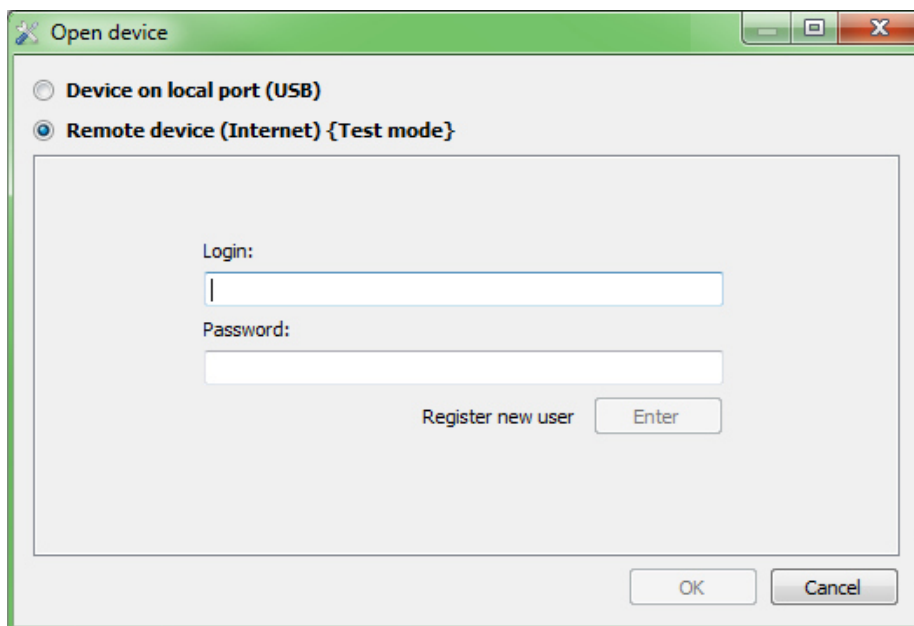 Open device
Device on local port (USB)
Remote device (Internet) {Test mode}
Login:
Password:
Register new user Enter
OK Cancel